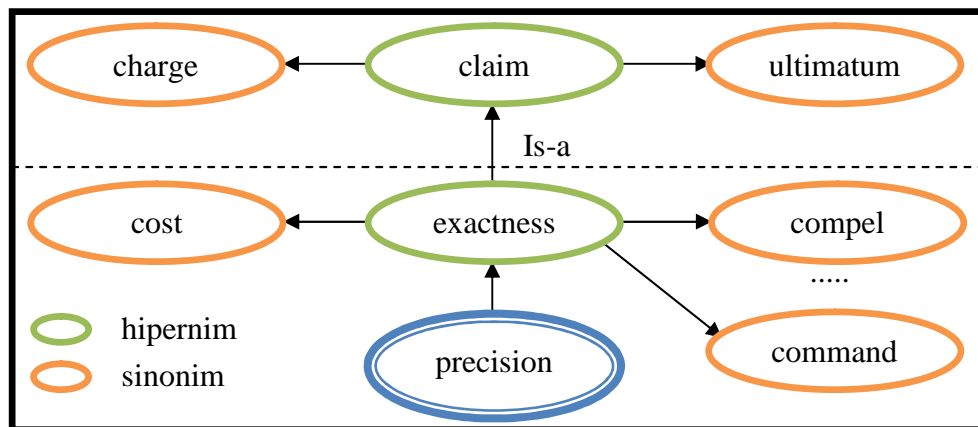 charge claim ultimatum
Is-a
cost exactness compel
.....
hipernim
precision command
sinonim